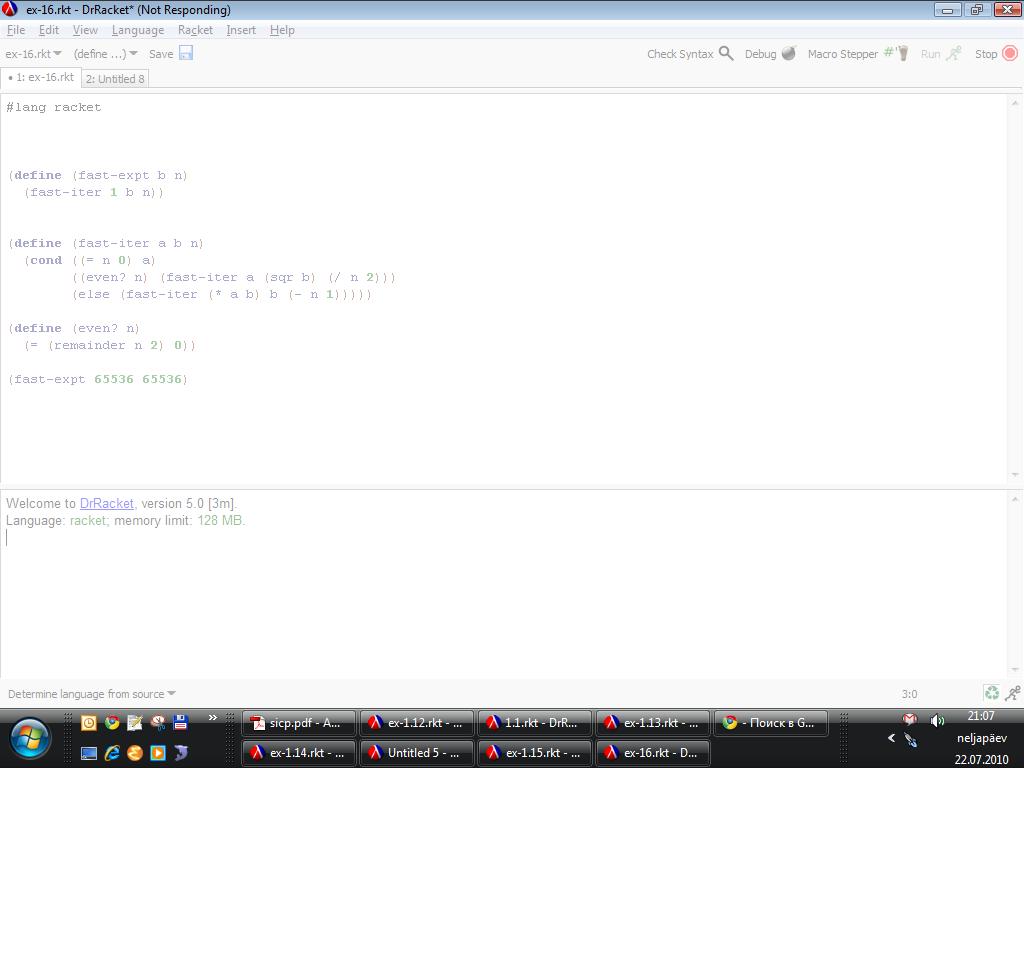 ex-16.rkt - DrRacket* (Not Responding)
File Edit View Language Racket Insert Help
ex-16.rkt (define ...) Save Check Syntax Debug Macro Stepper Run Stop
• 1: ex-16.rkt 2: Untitled 8
#lang racket
(define (fast-expt b n)
(fast-iter 1 b n))
(define (fast-iter a b n)
(cond ((= n 0) a)
((even? n) (fast-iter a (sqr b) (/ n 2)))
(else (fast-iter (* a b) b (- n 1)))))
(define (even? n)
(= (remainder n 2) 0))
(fast-expt 65536 65536)
Welcome to DrRacket, version 5.0 [3m].
Language: racket; memory limit: 128 MB.
Determine language from source 3:0
sicp.pdf - A... ex-1.12.rkt - ... 1.1.rkt - DrR... ex-1.13.rkt - ... - Поиск в G... 21:07
neljapäev
ex-1.14.rkt - ... Untitled 5 - ... ex-1.15.rkt - ... ex-16.rkt - D... 22.07.2010